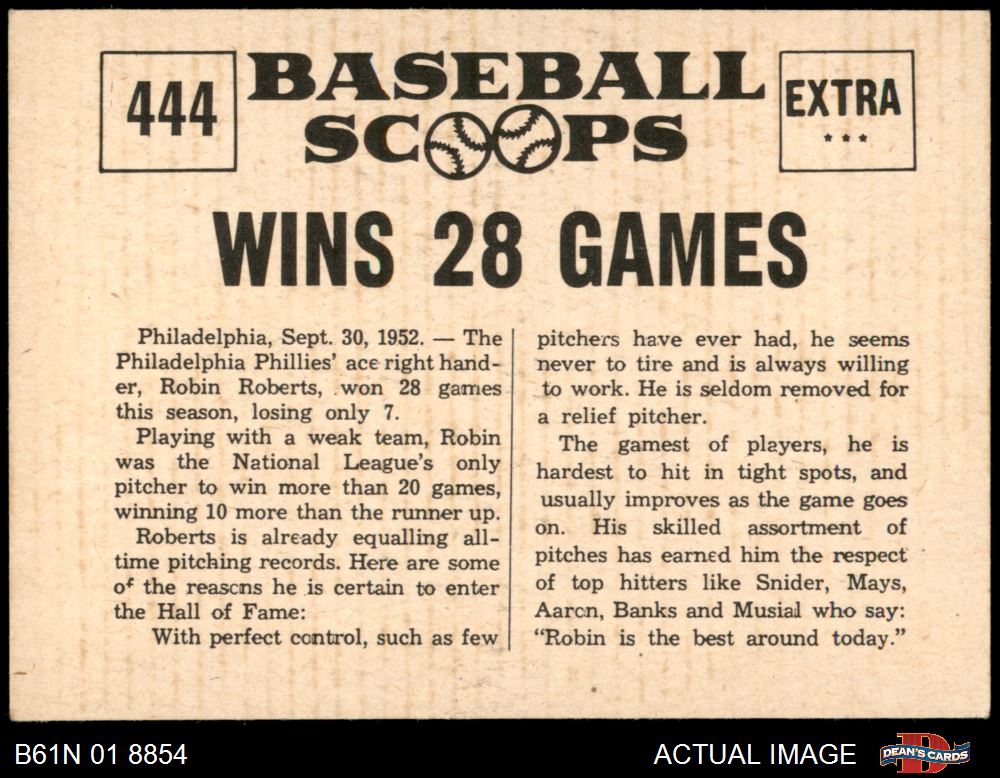 444
BASEBALL
SCOOPS
EXTRA
***
WINS 28 GAMES
Philadelphia, Sept. 30, 1952. — The
Philadelphia Phillies' ace right hand-
er, Robin Roberts, won 28 games
this season, losing only 7.
Playing with a weak team, Robin
was the National League's only
pitcher to win more than 20 games,
winning 10 more than the runner up.
Roberts is already equalling all-
time pitching records. Here are some
of the reasons he is certain to enter
the Hall of Fame:
With perfect control, such as few
pitchers have ever had, he seems
never to tire and is always willing
to work. He is seldom removed for
a relief pitcher.
The gamest of players, he is
hardest to hit in tight spots, and
usually improves as the game goes
on. His skilled assortment of
pitches has earned him the respect
of top hitters like Snider, Mays,
Aaron, Banks and Musial who say:
"Robin is the best around today."
B61N 01 8854
ACTUAL IMAGE
D
DEAN'S CARDS